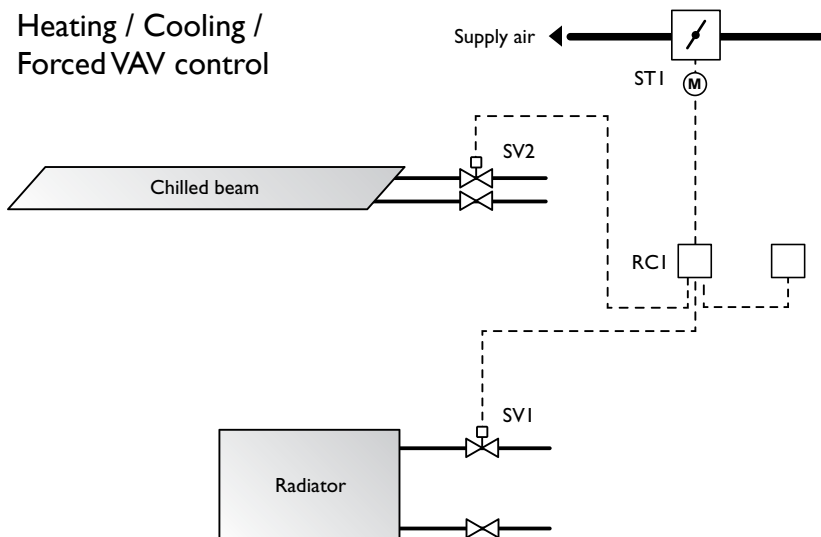 Heating / Cooling /
Forced VAV control
Supply air
ST1
M
SV2
Chilled beam
RC1
SV1
Radiator